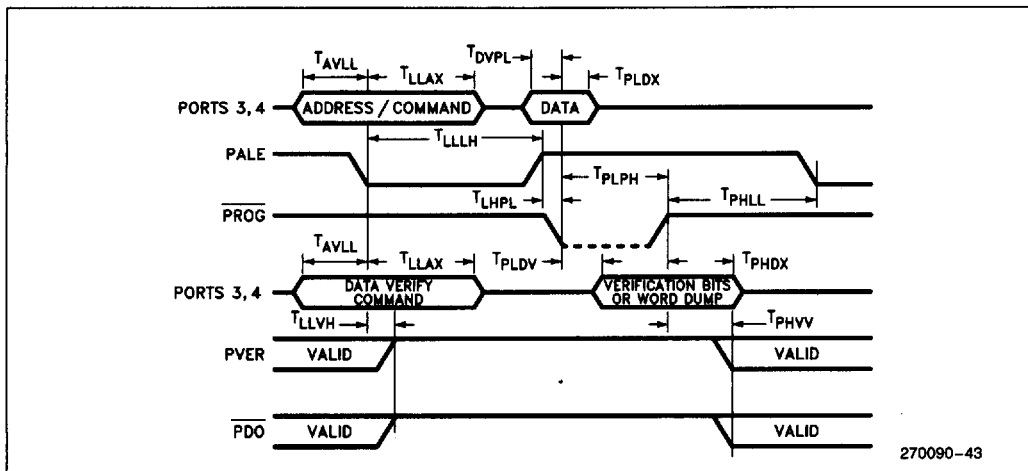 T_DVPL
T_AVLL T_LLAX T_PLDX
PORTS 3, 4 ADDRESS / COMMAND DATA
T_LLLH
PALE
T_PLPH
T_LHPL T_PHLL
PROG
T_AVLL T_LLAX T_PLDV T_PHDX
PORTS 3, 4 DATA VERIFY COMMAND VERIFICATION BITS OR WORD DUMP
T_LLVH T_PHVV
PVER VALID VALID
PDO VALID VALID
270090-43